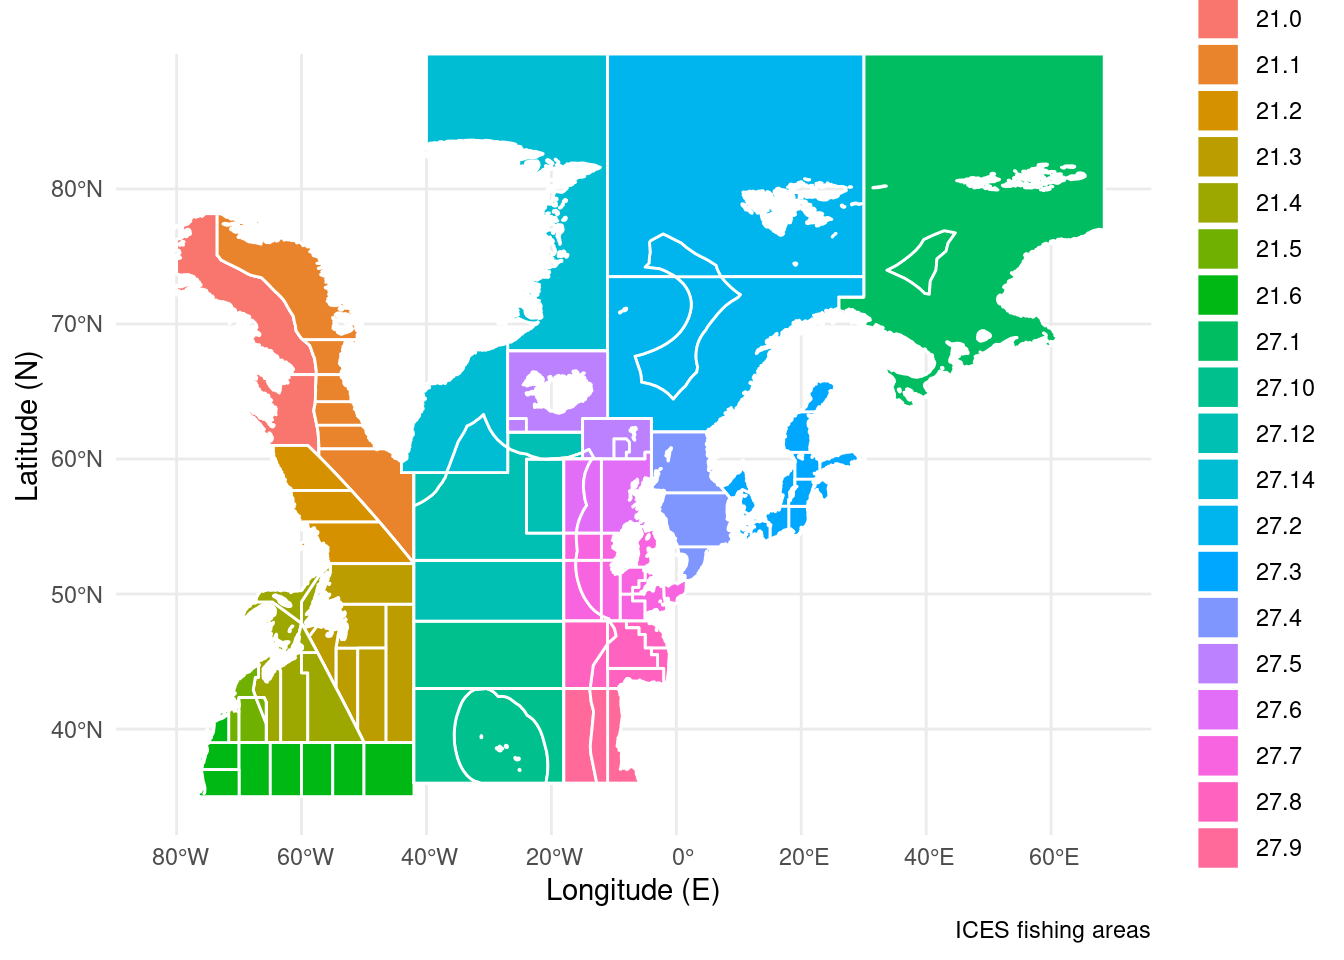 21.0
21.1
21.2
21.3
21.4
21.5
21.6
27.1
27.10
27.12
27.14
27.2
27.3
27.4
27.5
27.6
27.7
27.8
27.9
80°N
70°N
60°N
50°N
40°N
Latitude (N)
80°W
60°W
40°W
20°W
0°
20°E
40°E
60°E
Longitude (E)
ICES fishing areas